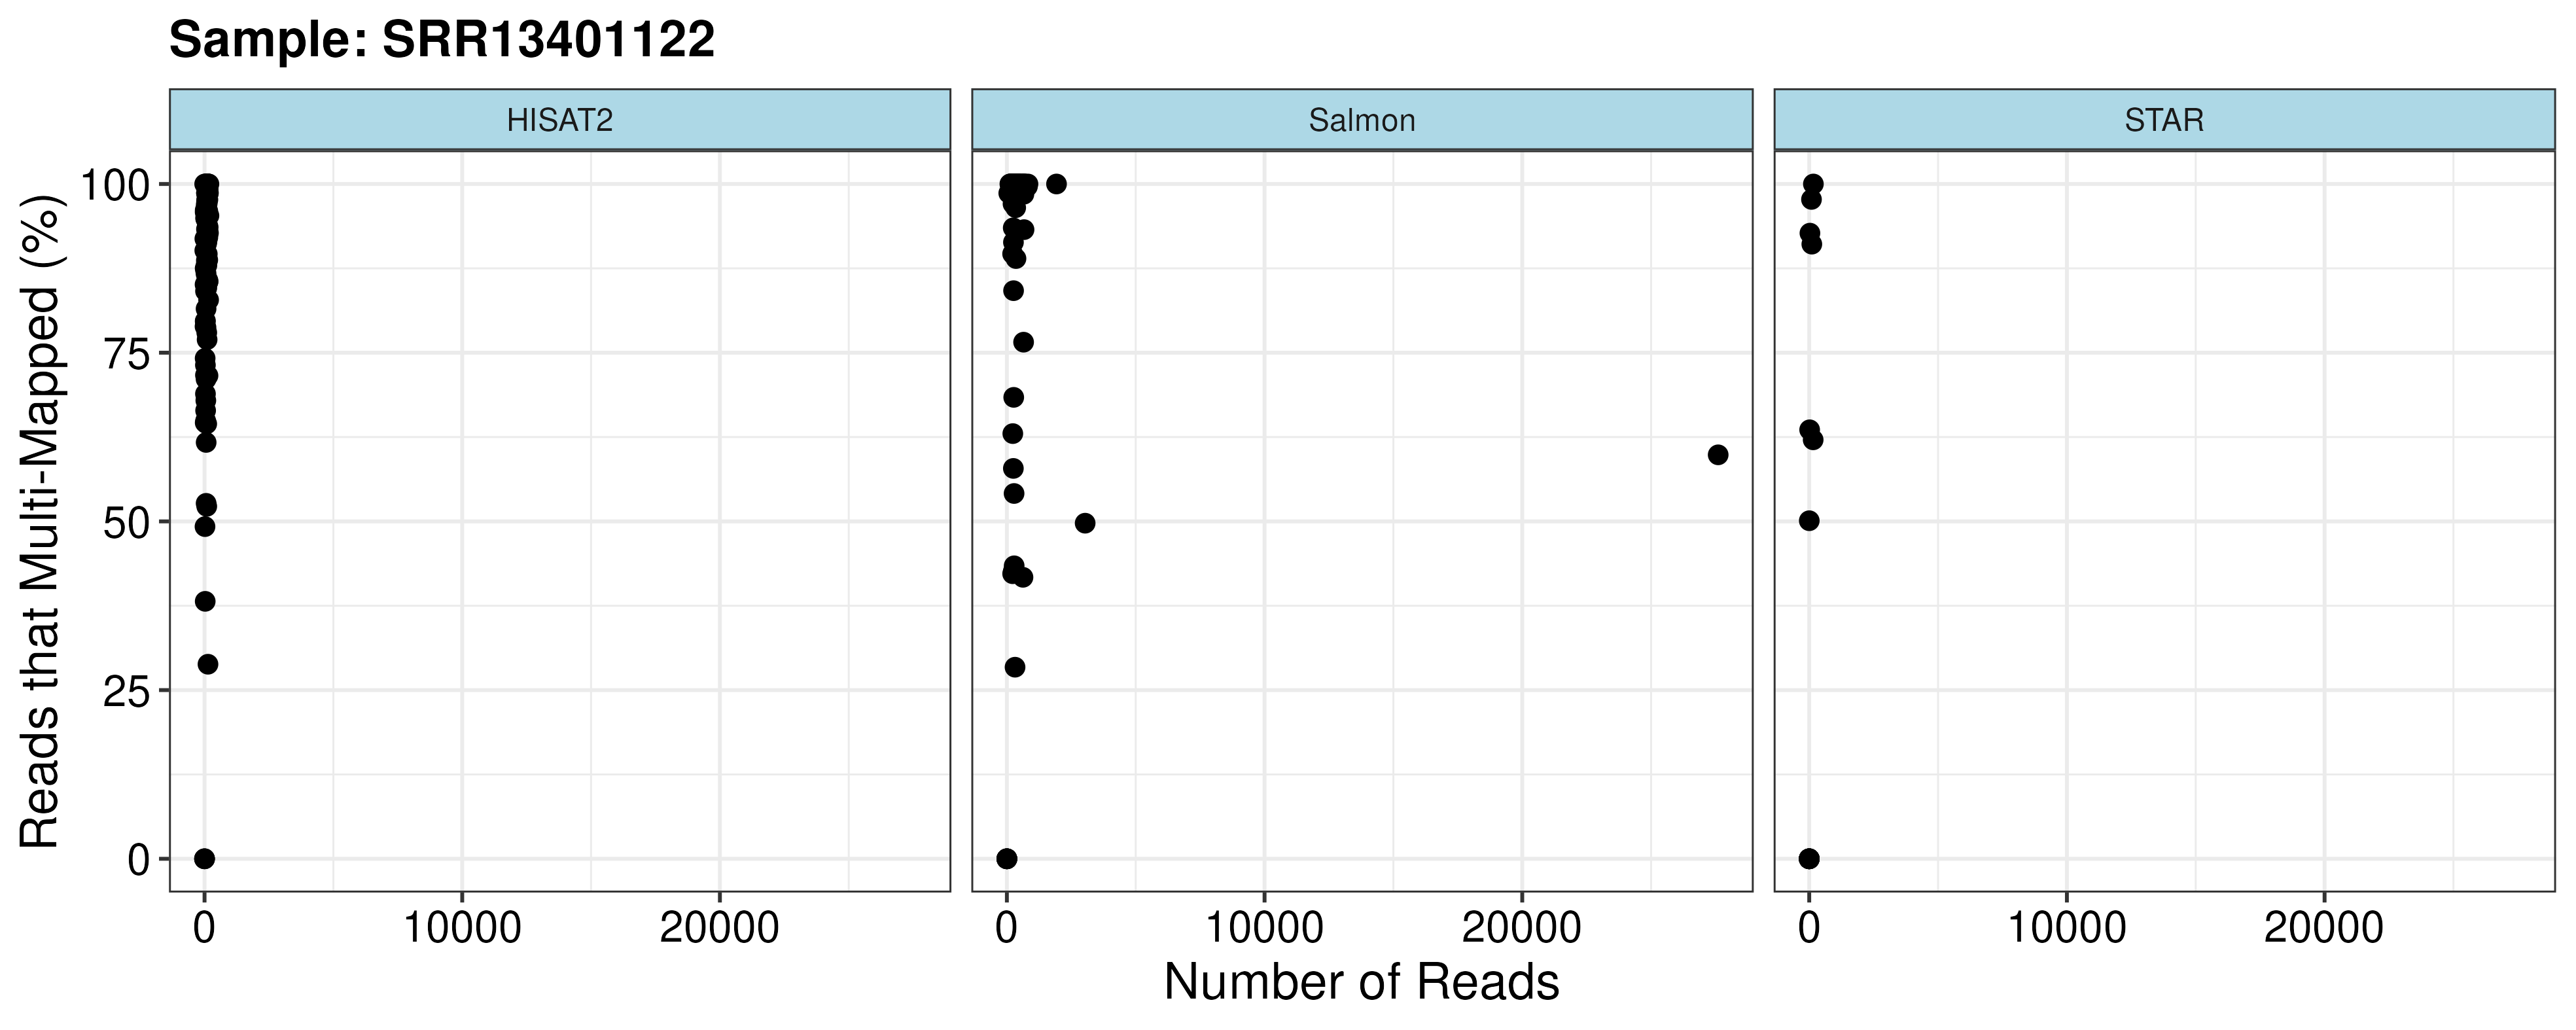 Sample: SRR13401122
HISAT2
Salmon
STAR
Reads that Multi-Mapped (%)
100
75
50
25
0
0 10000 20000
0 10000 20000
0 10000 20000
Number of Reads